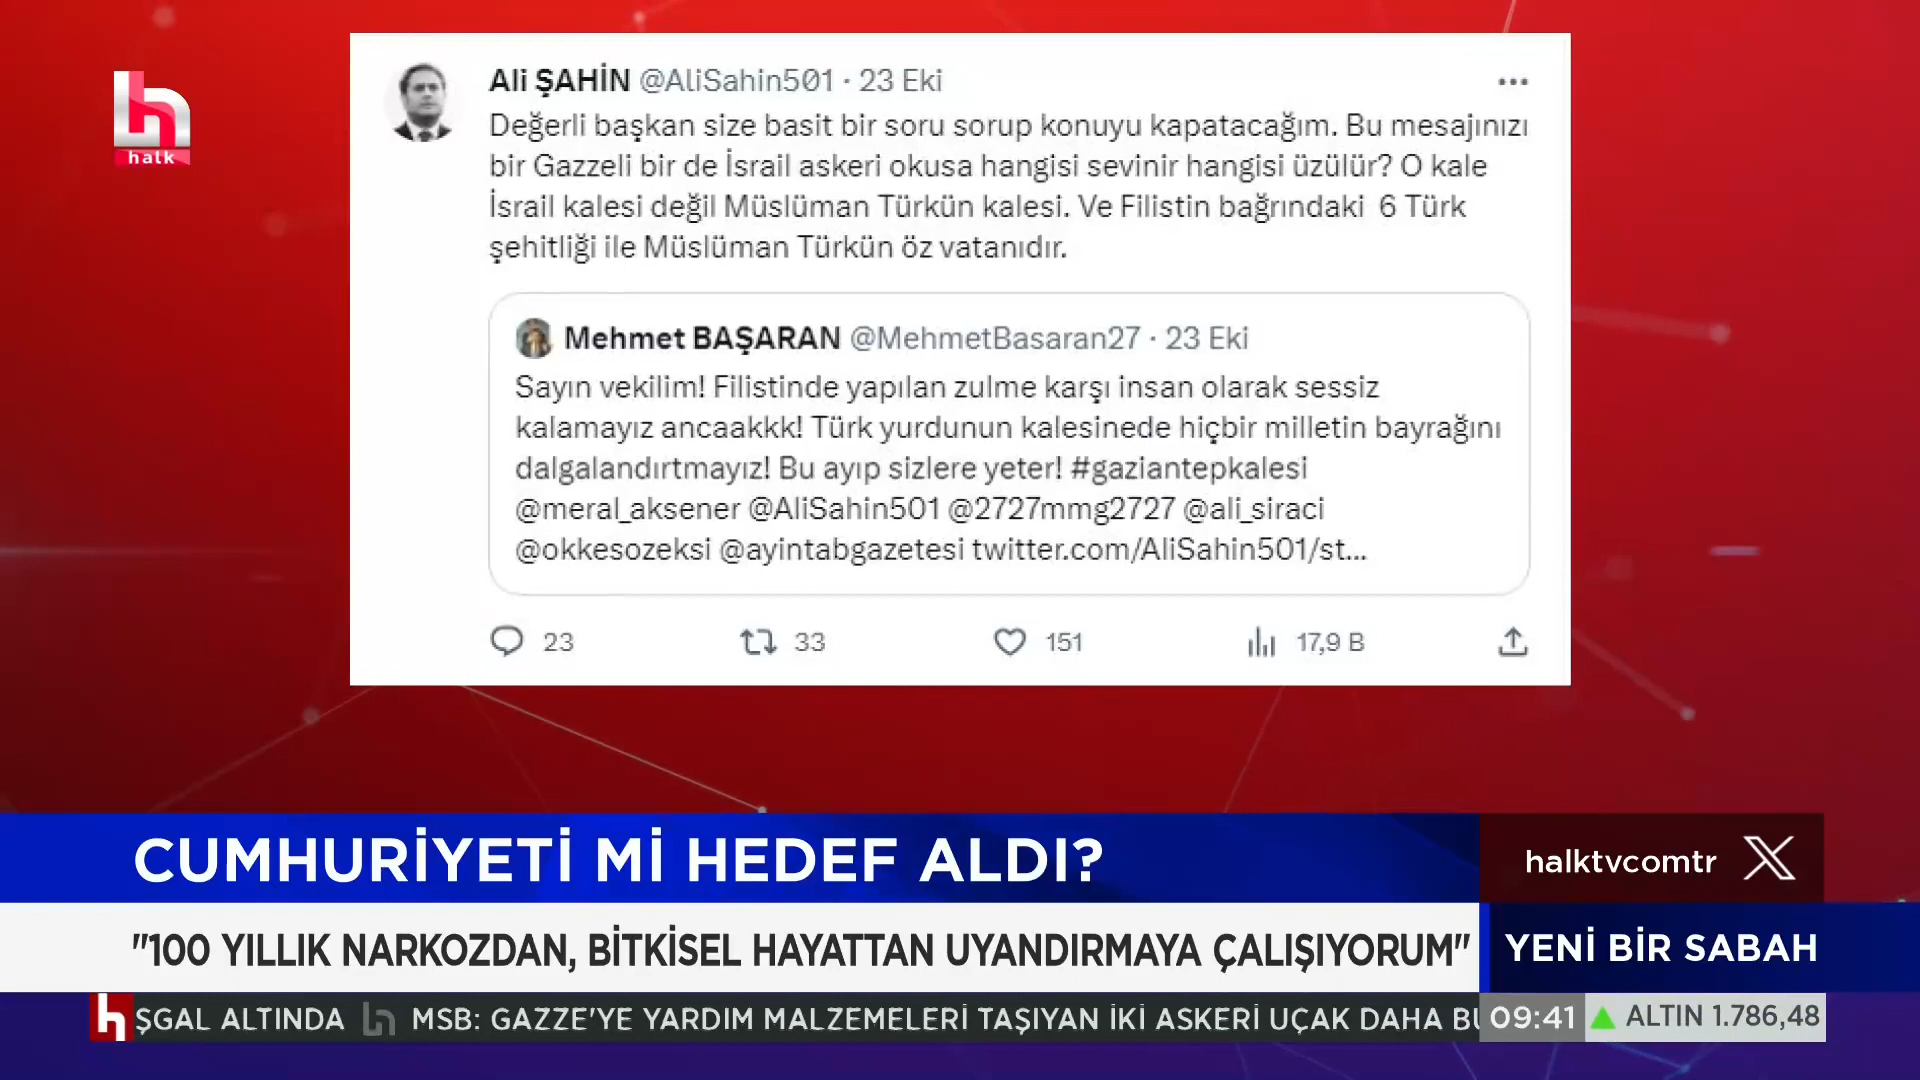 halk
Ali ŞAHİN @AliSahin501 · 23 Eki
Değerli başkan size basit bir soru sorup konuyu kapatacağım. Bu mesajınızı
bir Gazzeli bir de İsrail askeri okusa hangisi sevinir hangisi üzülür? O kale
İsrail kalesi değil Müslüman Türkün kalesi. Ve Filistin bağrındaki  6 Türk
şehitliği ile Müslüman Türkün öz vatanıdır.
Mehmet BAŞARAN @MehmetBasaran27 · 23 Eki
Sayın vekilim! Filistinde yapılan zulme karşı insan olarak sessiz
kalamayız ancaakkk! Türk yurdunun kalesinede hiçbir milletin bayrağını
dalgalandırtmayız! Bu ayıp sizlere yeter! #gaziantepkalesi
@meral_aksener @AliSahin501 @2727mmg2727 @ali_siraci
@okkesozeksi @ayintabgazetesi twitter.com/AliSahin501/st...
23 33 151 17,9 B
CUMHURİYETİ Mİ HEDEF ALDI?
halktvcomtr X
"100 YILLIK NARKOZDAN, BİTKİSEL HAYATTAN UYANDIRMAYA ÇALIŞIYORUM"
YENİ BİR SABAH
ŞGAL ALTINDA MSB: GAZZE'YE YARDIM MALZEMELERİ TAŞIYAN İKİ ASKERİ UÇAK DAHA BU 09:41 ALTIN 1.786,48